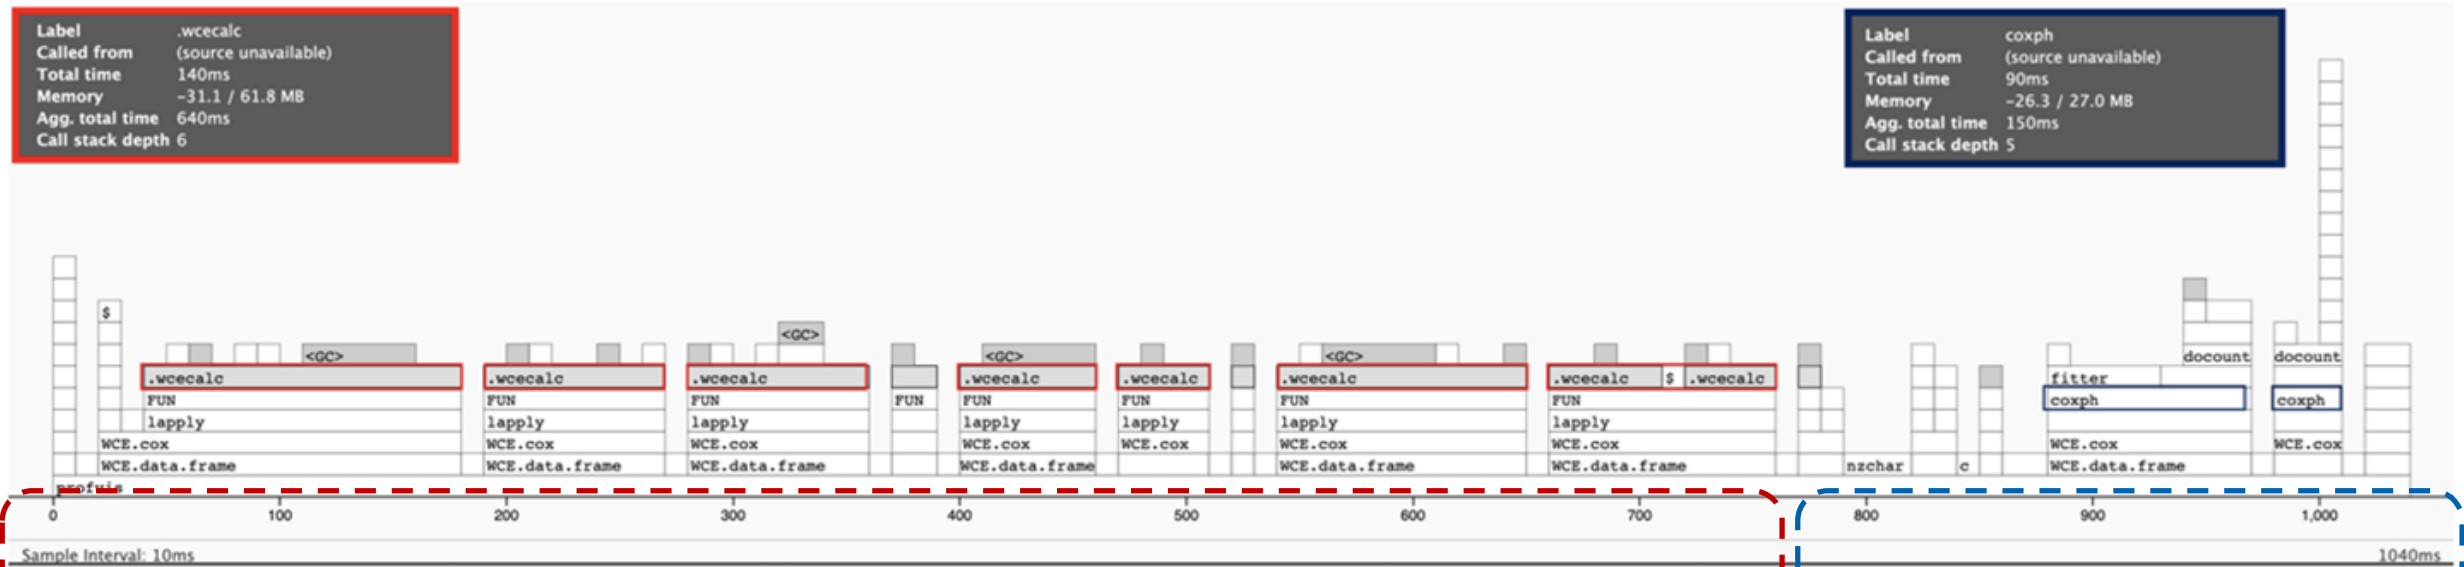 Label .wcecalc
Called from (source unavailable)
Total time 140ms
Memory -31.1 / 61.8 MB
Agg. total time 640ms
Call stack depth 6
Label coxph
Called from (source unavailable)
Total time 90ms
Memory -26.3 / 27.0 MB
Agg. total time 150ms
Call stack depth 5
$
<GC>
<GC> <GC> <GC> docount docount
.wcecalc .wcecalc .wcecalc .wcecalc .wcecalc .wcecalc .wcecalc $ .wcecalc fitter
FUN FUN FUN FUN FUN FUN FUN FUN coxph coxph
lapply lapply lapply lapply lapply lapply lapply
WCE.cox WCE.cox WCE.cox WCE.cox WCE.cox WCE.cox WCE.cox WCE.cox WCE.cox
WCE.data.frame WCE.data.frame WCE.data.frame WCE.data.frame WCE.data.frame WCE.data.frame nzchar c WCE.data.frame
profvis
0 100 200 300 400 500 600 700 800 900 1,000
Sample Interval: 10ms 1040ms